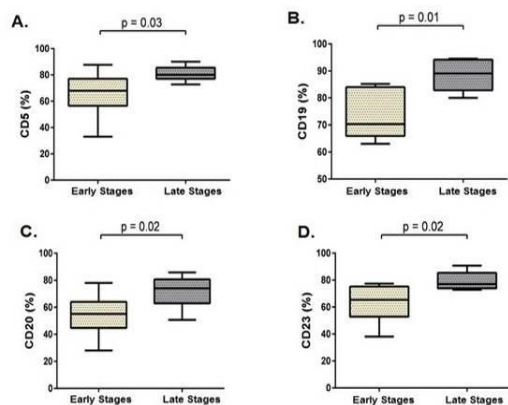 A.
p = 0.03
CD5 (%)
100
80
60
40
20
0
Early Stages Late Stages
B.
p = 0.01
CD19 (%)
100
90
80
70
60
50
Early Stages Late Stages
C.
p = 0.02
CD20 (%)
100
80
60
40
20
0
Early Stages Late Stages
D.
p = 0.02
CD23 (%)
100
80
60
40
20
0
Early Stages Late Stages